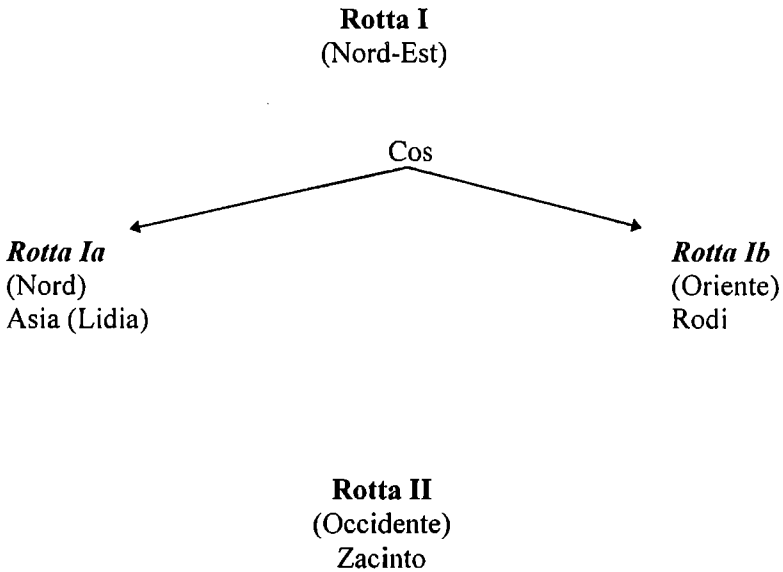 Rotta I
(Nord-Est)
Cos
Rotta Ia
(Nord)
Asia (Lidia)
Rotta Ib
(Oriente)
Rodi
Rotta II
(Occidente)
Zacinto